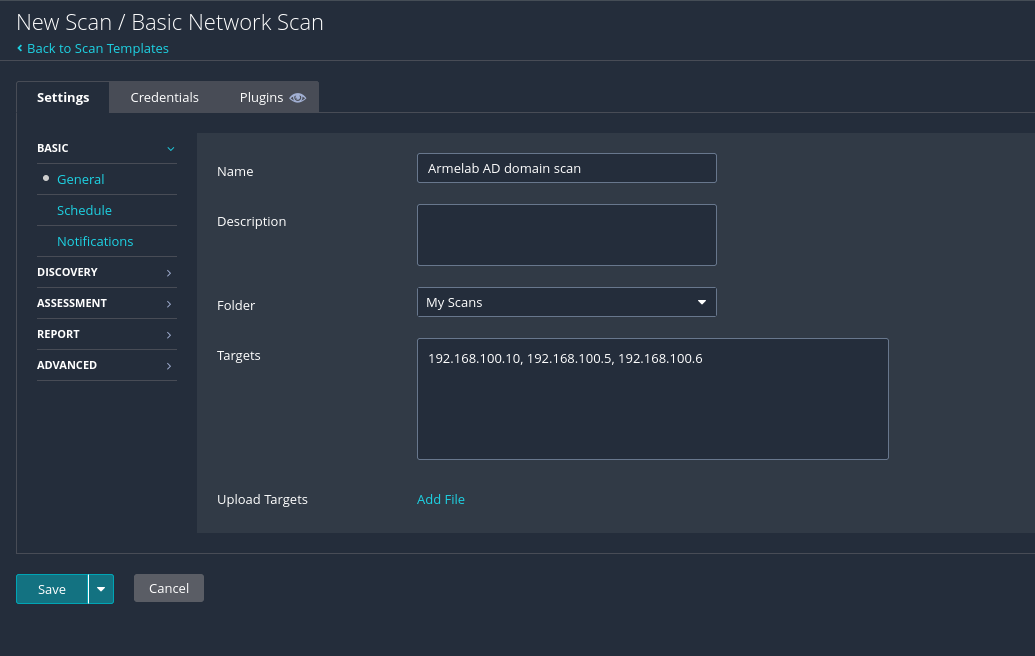 New Scan / Basic Network Scan
Back to Scan Templates
Settings
Credentials
Plugins
BASIC
General
Schedule
Notifications
DISCOVERY
ASSESSMENT
REPORT
ADVANCED
Name
Armelab AD domain scan
Description
Folder
My Scans
Targets
192.168.100.10, 192.168.100.5, 192.168.100.6
Upload Targets
Add File
Save
Cancel